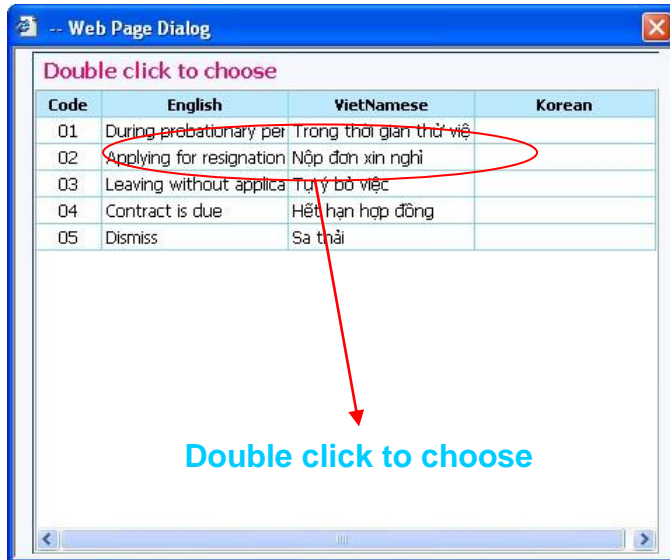 -- Web Page Dialog
Double click to choose
Code English VietNamese Korean
01 During probationary per Trong thời gian thử việ
02 Applying for resignation Nộp đơn xin nghỉ
03 Leaving without applica Tự ý bỏ việc
04 Contract is due Hết hạn hợp đồng
05 Dismiss Sa thải
Double click to choose